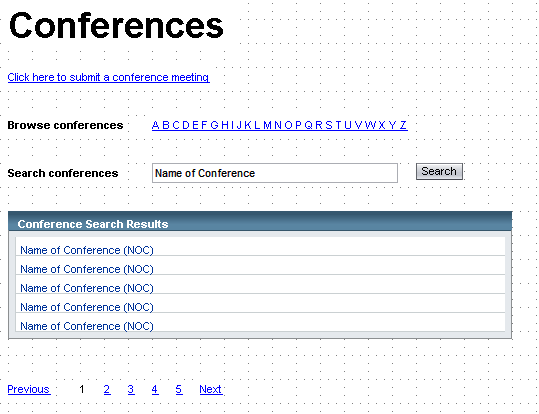 Conferences
Click here to submit a conference meeting
Browse conferences A B C D E F G H I J K L M N O P Q R S T U V W X Y Z
Search conferences Name of Conference Search
Conference Search Results
Name of Conference (NOC)
Name of Conference (NOC)
Name of Conference (NOC)
Name of Conference (NOC)
Name of Conference (NOC)
Previous 1 2 3 4 5 Next